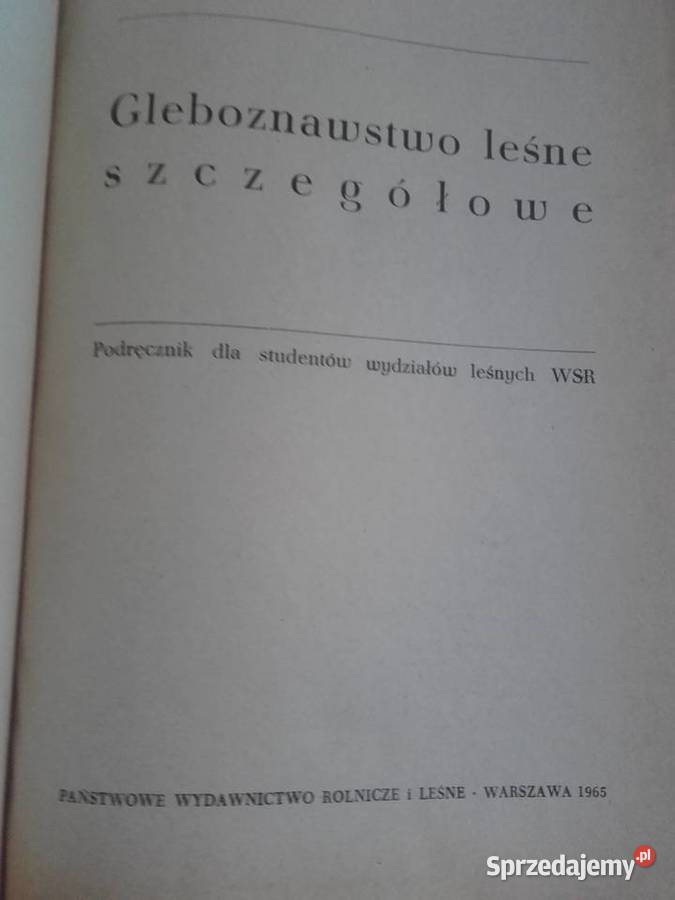 Gleboznawstwo leśne
szczegółowe
Podręcznik dla studentów wydziałów leśnych WSR
PAŃSTWOWE WYDAWNICTWO ROLNICZE i LEŚNE · WARSZAWA 1965
Sprzedajemy.pl